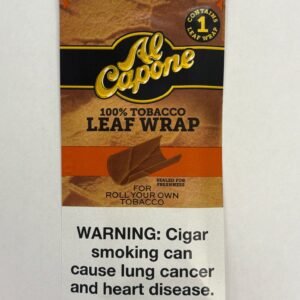 CONTAINS
1
LEAF WRAP
Al
Capone
100% TOBACCO
LEAF WRAP
SEALED FOR
FRESHNESS
FOR
ROLL YOUR OWN
TOBACCO
WARNING: Cigar
smoking can
cause lung cancer
and heart disease.